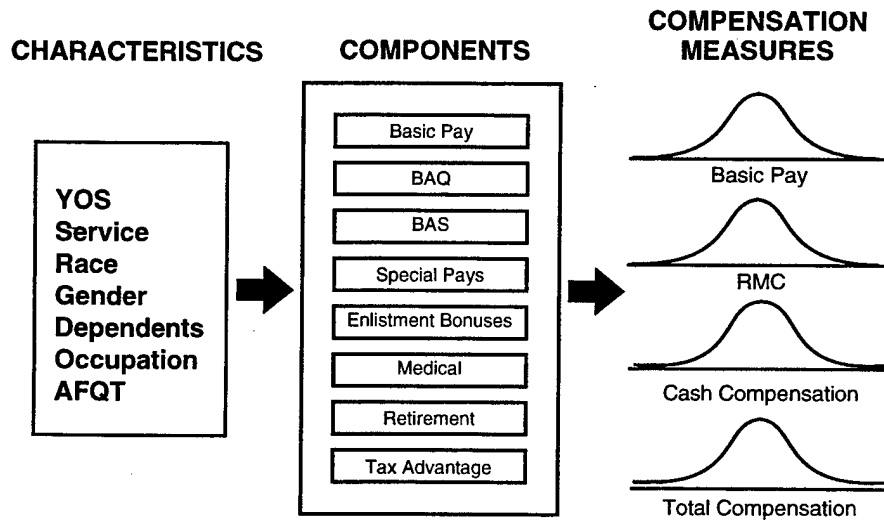 CHARACTERISTICS
YOS
Service
Race
Gender
Dependents
Occupation
AFQT
COMPONENTS
Basic Pay
BAQ
BAS
Special Pays
Enlistment Bonuses
Medical
Retirement
Tax Advantage
COMPENSATION
MEASURES
Basic Pay
RMC
Cash Compensation
Total Compensation